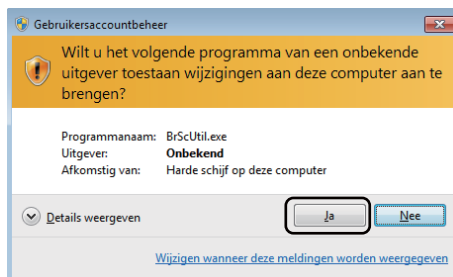 Gebruikersaccountbeheer
Wilt u het volgende programma van een onbekende
uitgever toestaan wijzigingen aan deze computer aan te
brengen?
Programmanaam: BrScUtil.exe
Uitgever: Onbekend
Afkomstig van: Harde schijf op deze computer
Details weergeven
Ja
Nee
Wijzigen wanneer deze meldingen worden weergegeven